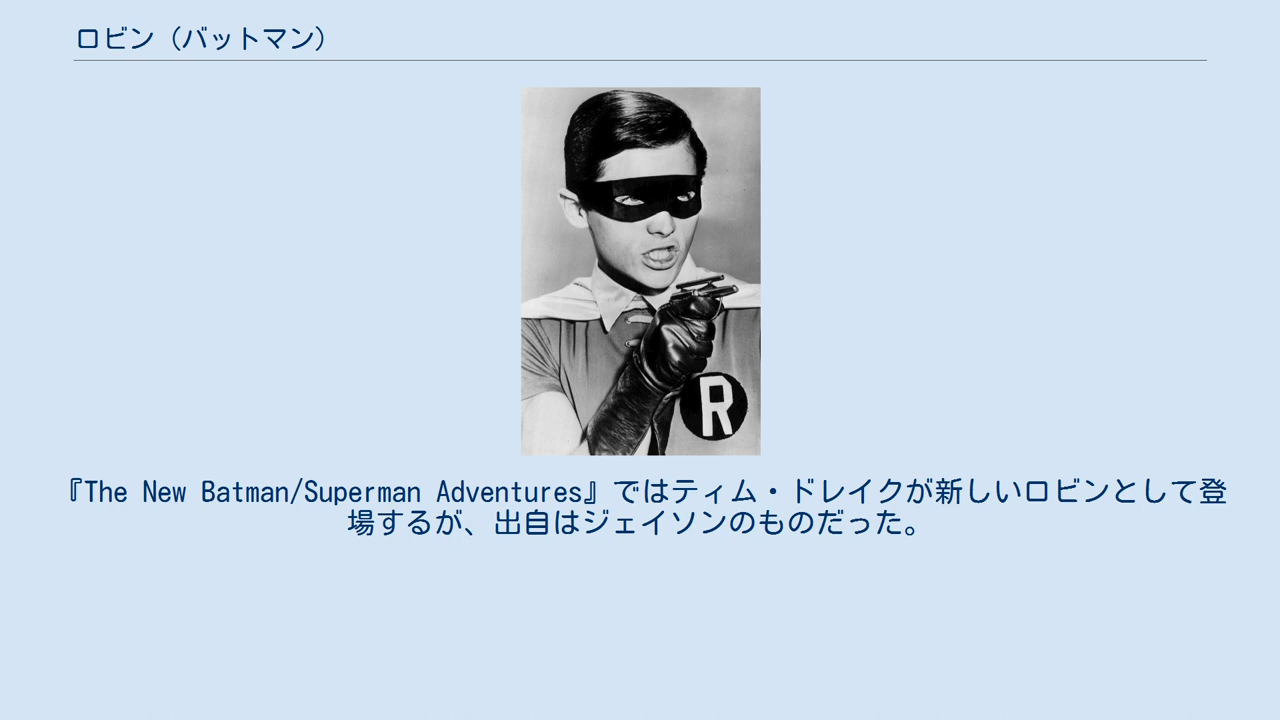 ロビン（バットマン）
R
『The New Batman/Superman Adventures』ではティム・ドレイクが新しいロビンとして登
場するが、出自はジェイソンのものだった。